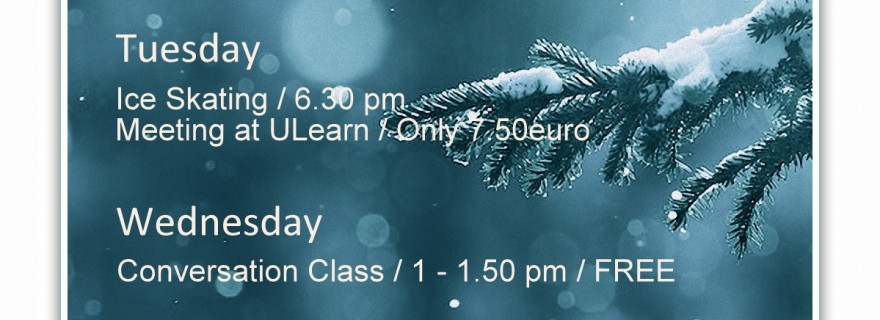 Tuesday
Ice Skating / 6.30 pm
Meeting at ULearn / Only 7.50euro
Wednesday
Conversation Class / 1 - 1.50 pm / FREE